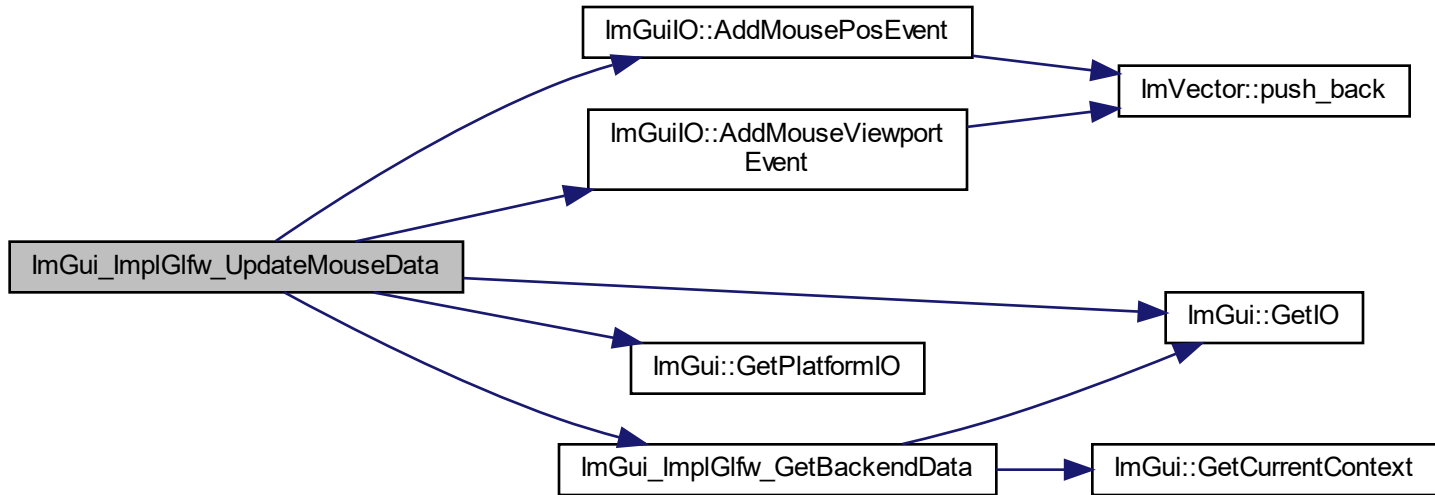 ImGuiIO::AddMousePosEvent
ImVector::push_back
ImGuiIO::AddMouseViewport
Event
ImGui_ImplGlfw_UpdateMouseData
ImGui::GetIO
ImGui::GetPlatformIO
ImGui_ImplGlfw_GetBackendData
ImGui::GetCurrentContext